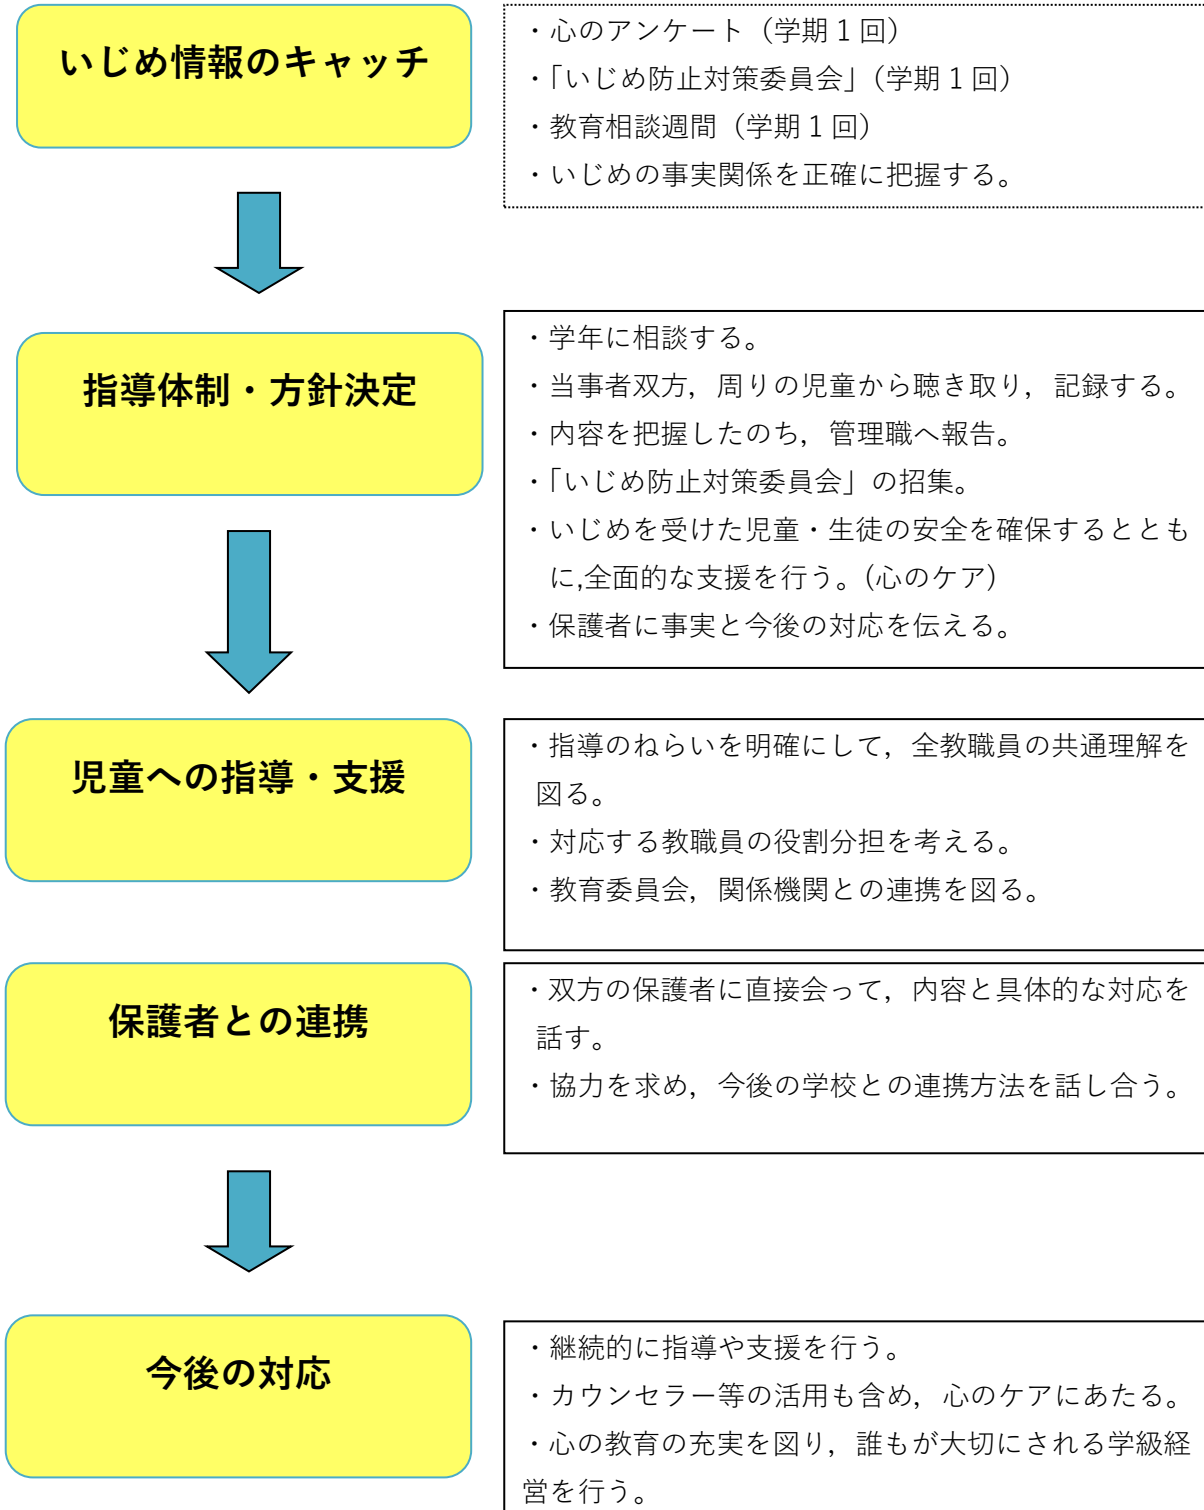 いじめ情報のキャッチ
・心のアンケート（学期１回）
・「いじめ防止対策委員会」（学期１回）
・教育相談週間（学期１回）
・いじめの事実関係を正確に把握する。
指導体制・方針決定
・学年に相談する。
・当事者双方，周りの児童から聴き取り，記録する。
・内容を把握したのち，管理職へ報告。
・「いじめ防止対策委員会」の招集。
・いじめを受けた児童・生徒の安全を確保するととも
に,全面的な支援を行う。(心のケア)
・保護者に事実と今後の対応を伝える。
児童への指導・支援
・指導のねらいを明確にして，全教職員の共通理解を
図る。
・対応する教職員の役割分担を考える。
・教育委員会，関係機関との連携を図る。
保護者との連携
・双方の保護者に直接会って，内容と具体的な対応を
話す。
・協力を求め，今後の学校との連携方法を話し合う。
今後の対応
・継続的に指導や支援を行う。
・カウンセラー等の活用も含め，心のケアにあたる。
・心の教育の充実を図り，誰もが大切にされる学級経
営を行う。